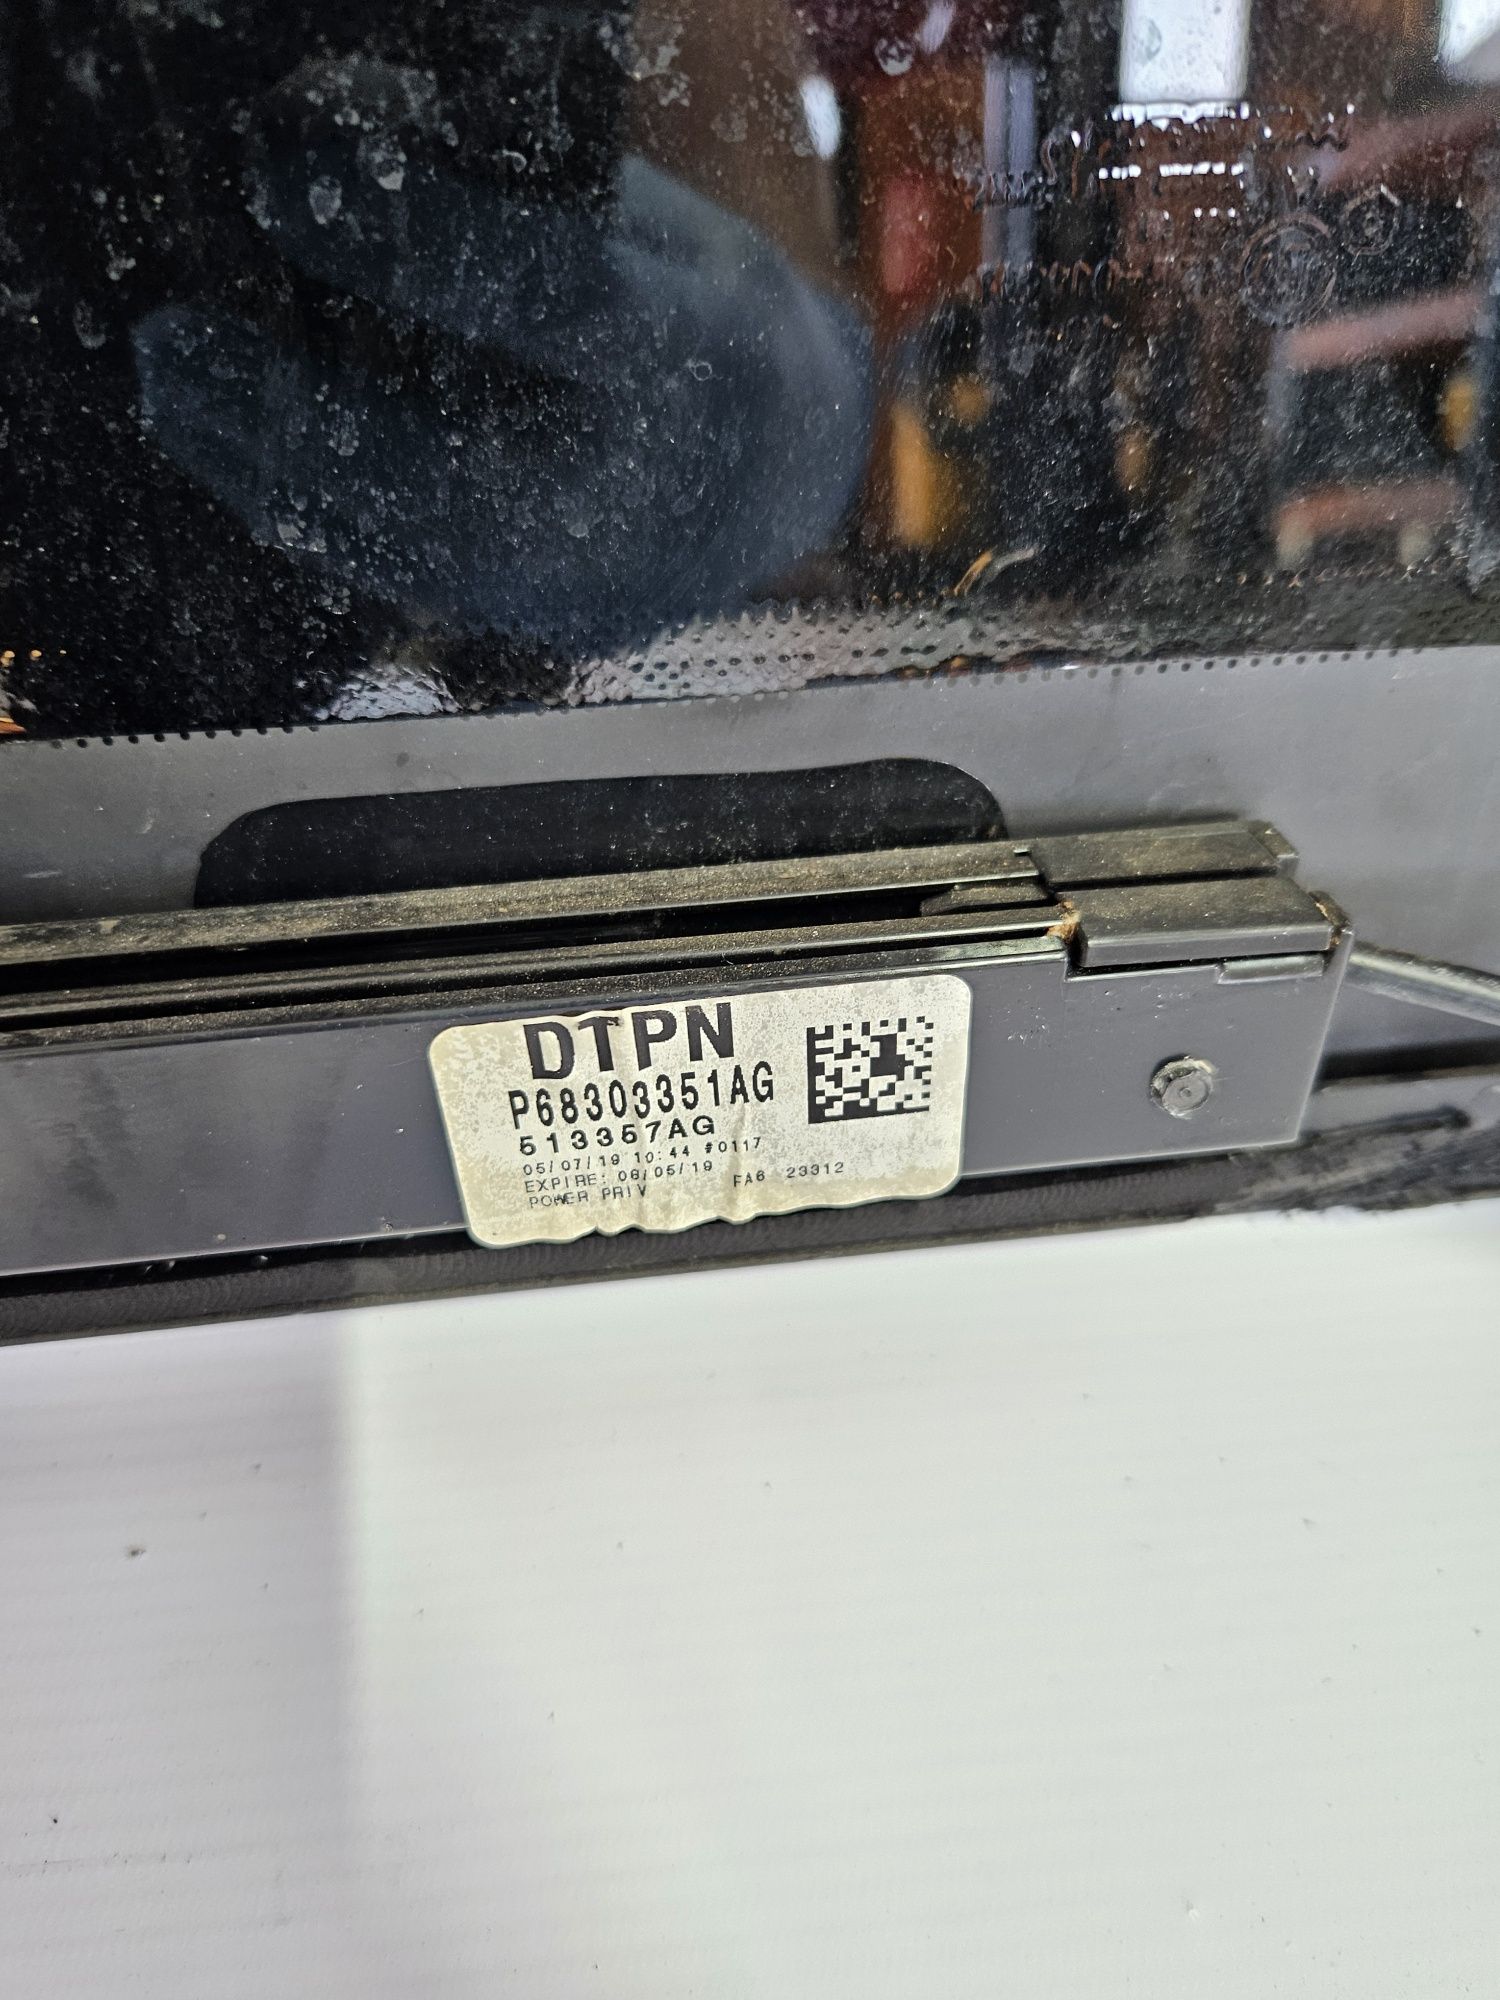 DTPN
P68303351AG
513357AG
05/07/19 10:44 #0117
EXPIRE: 08/05/19 FA6 23312
POWER PRIV